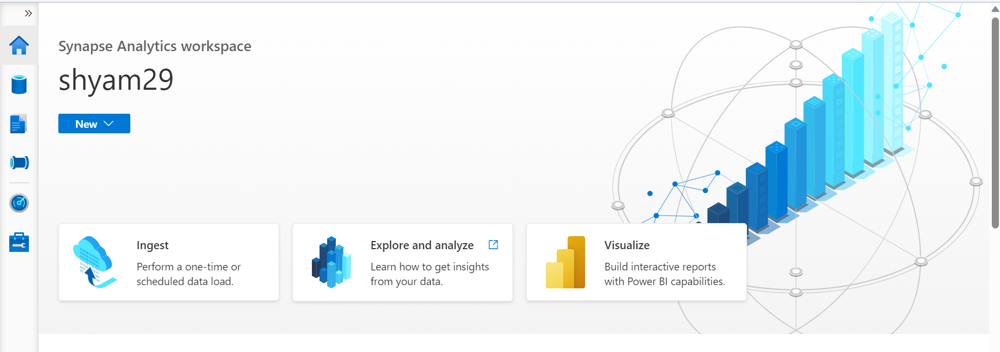 Synapse Analytics workspace
shyam29
New
Ingest
Perform a one-time or
scheduled data load.
Explore and analyze
Learn how to get insights
from your data.
Visualize
Build interactive reports
with Power BI capabilities.